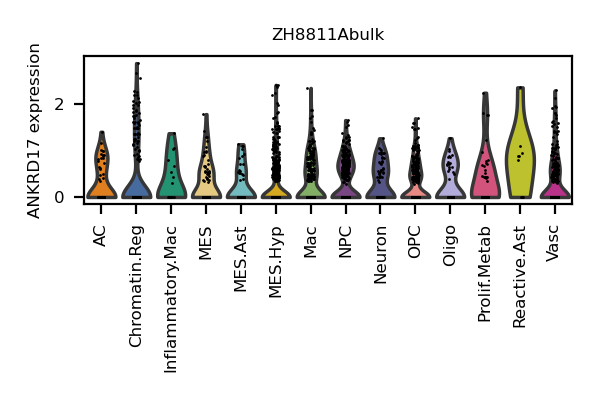 ZH8811Abulk
ANKRD17 expression
2
0
AC
Chromatin.Reg
Inflammatory.Mac
MES
MES.Ast
MES.Hyp
Mac
NPC
Neuron
OPC
Oligo
Prolif.Metab
Reactive.Ast
Vasc